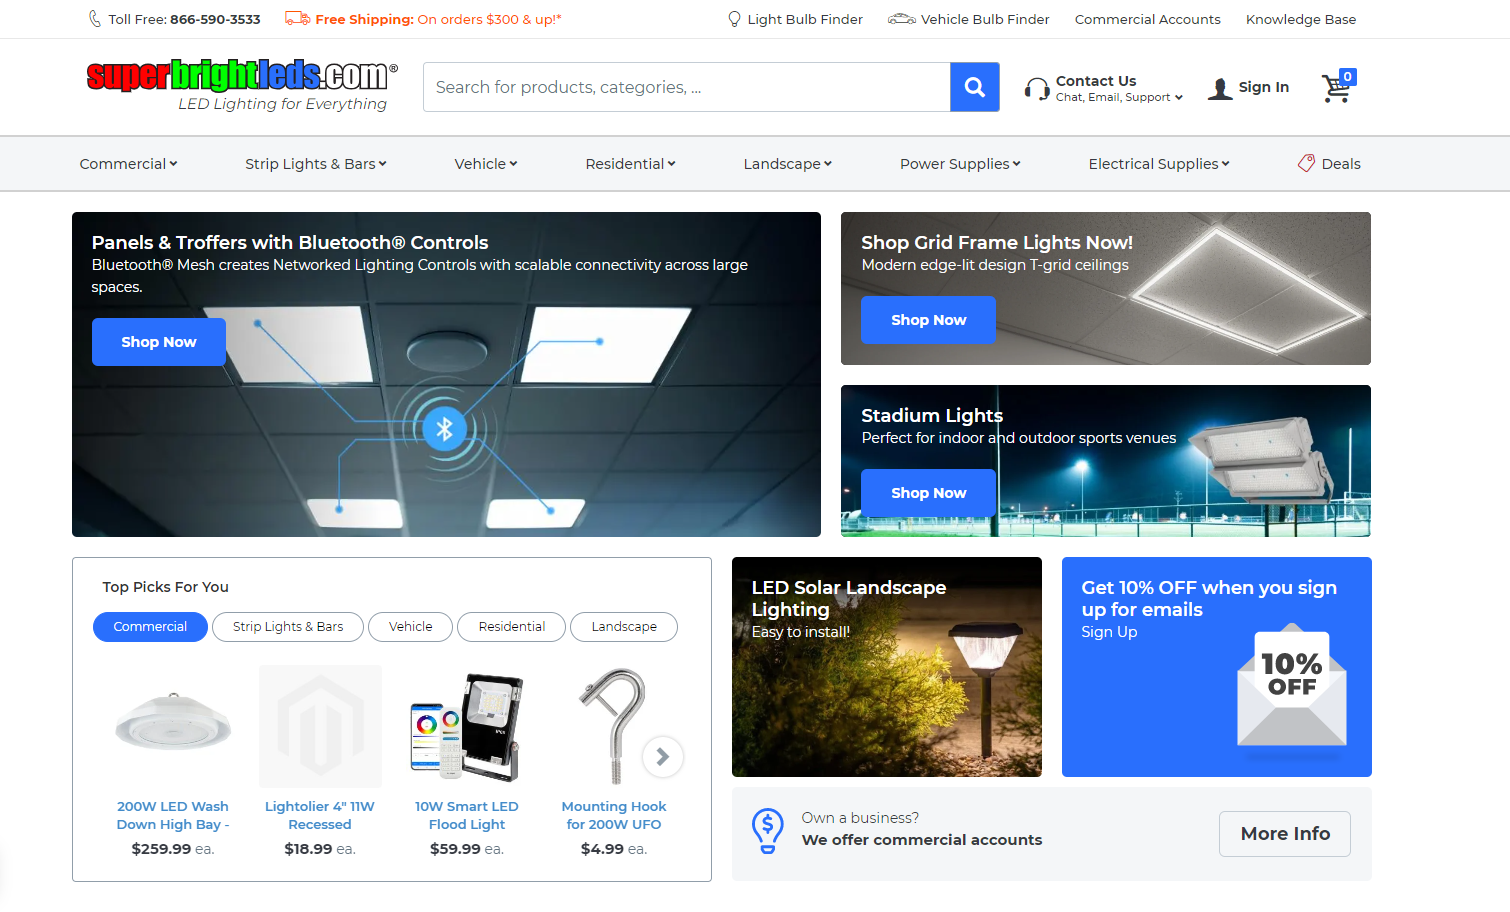 Toll Free: 866-590-3533
Free Shipping: On orders $300 & up!*
Light Bulb Finder
Vehicle Bulb Finder
Commercial Accounts
Knowledge Base
superbrightleds.com®
LED Lighting for Everything
Search for products, categories, ...
Contact Us
Chat, Email, Support
Sign In
0
Commercial
Strip Lights & Bars
Vehicle
Residential
Landscape
Power Supplies
Electrical Supplies
Deals
Panels & Troffers with Bluetooth® Controls
Bluetooth® Mesh creates Networked Lighting Controls with scalable connectivity across large
spaces.
Shop Now
Shop Grid Frame Lights Now!
Modern edge-lit design T-grid ceilings
Shop Now
Stadium Lights
Perfect for indoor and outdoor sports venues
Shop Now
Top Picks For You
Commercial
Strip Lights & Bars
Vehicle
Residential
Landscape
200W LED Wash
Down High Bay -
$259.99 ea.
Lightolier 4" 11W
Recessed
$18.99 ea.
10W Smart LED
Flood Light
$59.99 ea.
Mounting Hook
for 200W UFO
$4.99 ea.
LED Solar Landscape
Lighting
Easy to install!
Get 10% OFF when you sign
up for emails
Sign Up
10%
OFF
Own a business?
We offer commercial accounts
More Info